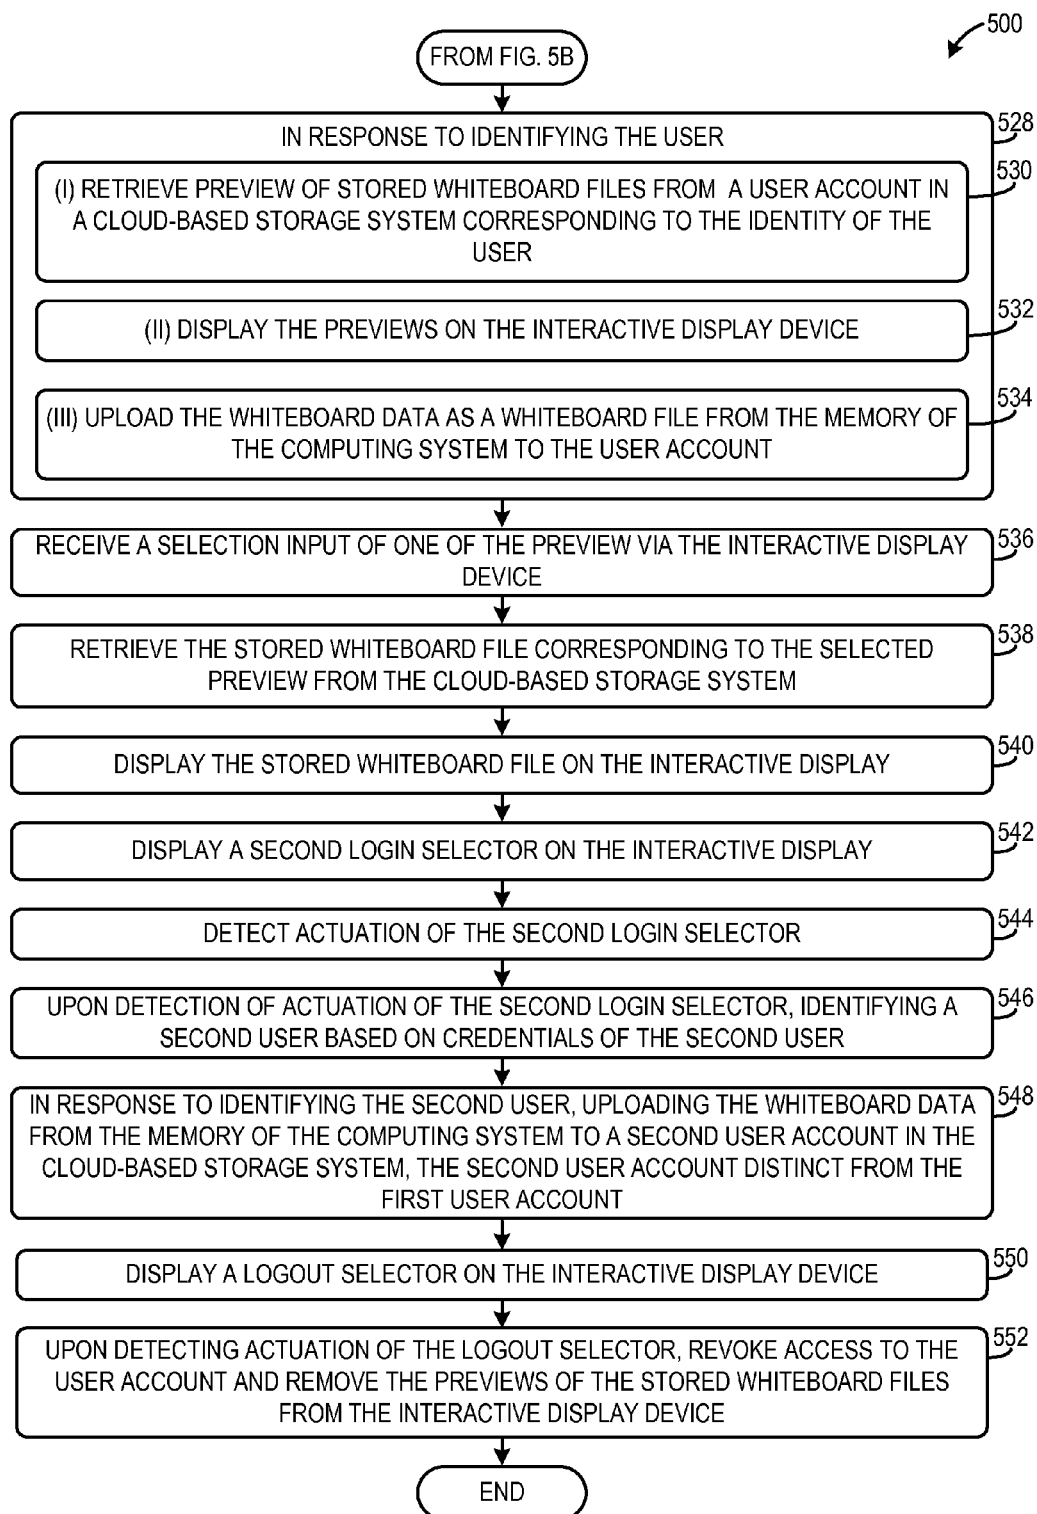 500
FROM FIG. 5B
528
IN RESPONSE TO IDENTIFYING THE USER
530
(I) RETRIEVE PREVIEW OF STORED WHITEBOARD FILES FROM A USER ACCOUNT IN
A CLOUD-BASED STORAGE SYSTEM CORRESPONDING TO THE IDENTITY OF THE
USER
532
(II) DISPLAY THE PREVIEWS ON THE INTERACTIVE DISPLAY DEVICE
534
(III) UPLOAD THE WHITEBOARD DATA AS A WHITEBOARD FILE FROM THE MEMORY OF
THE COMPUTING SYSTEM TO THE USER ACCOUNT
536
RECEIVE A SELECTION INPUT OF ONE OF THE PREVIEW VIA THE INTERACTIVE DISPLAY
DEVICE
538
RETRIEVE THE STORED WHITEBOARD FILE CORRESPONDING TO THE SELECTED
PREVIEW FROM THE CLOUD-BASED STORAGE SYSTEM
540
DISPLAY THE STORED WHITEBOARD FILE ON THE INTERACTIVE DISPLAY
542
DISPLAY A SECOND LOGIN SELECTOR ON THE INTERACTIVE DISPLAY
544
DETECT ACTUATION OF THE SECOND LOGIN SELECTOR
546
UPON DETECTION OF ACTUATION OF THE SECOND LOGIN SELECTOR, IDENTIFYING A
SECOND USER BASED ON CREDENTIALS OF THE SECOND USER
548
IN RESPONSE TO IDENTIFYING THE SECOND USER, UPLOADING THE WHITEBOARD DATA
FROM THE MEMORY OF THE COMPUTING SYSTEM TO A SECOND USER ACCOUNT IN THE
CLOUD-BASED STORAGE SYSTEM, THE SECOND USER ACCOUNT DISTINCT FROM THE
FIRST USER ACCOUNT
550
DISPLAY A LOGOUT SELECTOR ON THE INTERACTIVE DISPLAY DEVICE
552
UPON DETECTING ACTUATION OF THE LOGOUT SELECTOR, REVOKE ACCESS TO THE
USER ACCOUNT AND REMOVE THE PREVIEWS OF THE STORED WHITEBOARD FILES
FROM THE INTERACTIVE DISPLAY DEVICE
END